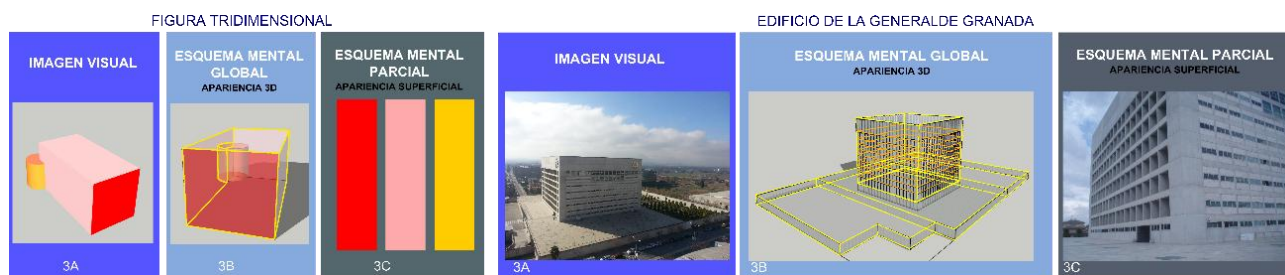 FIGURA TRIDIMENSIONAL
IMAGEN VISUAL
3A
ESQUEMA MENTAL
GLOBAL
APARIENCIA 3D
3B
ESQUEMA MENTAL
PARCIAL
APARIENCIA SUPERFICIAL
3C
EDIFICIO DE LA GENERALDE GRANADA
IMAGEN VISUAL
3A
ESQUEMA MENTAL GLOBAL
APARIENCIA 3D
3B
ESQUEMA MENTAL PARCIAL
APARIENCIA SUPERFICIAL
3C